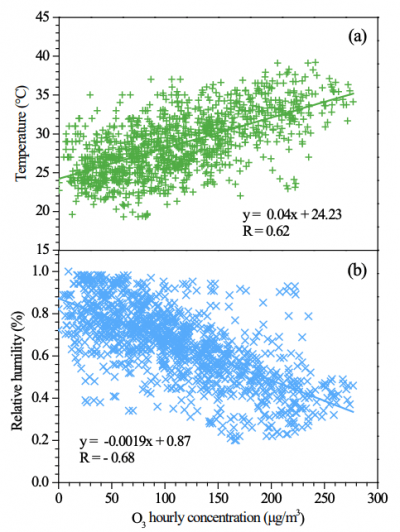 45
(a)
40
35
30
25
20
15
Temperature (℃)
y = 0.04x + 24.23
R = 0.62
1.0
(b)
0.8
0.6
0.4
0.2
0.0
Relative humility (%)
y = -0.0019x + 0.87
R = - 0.68
0 50 100 150 200 250 300
O3 hourly concentration (μg/m³)